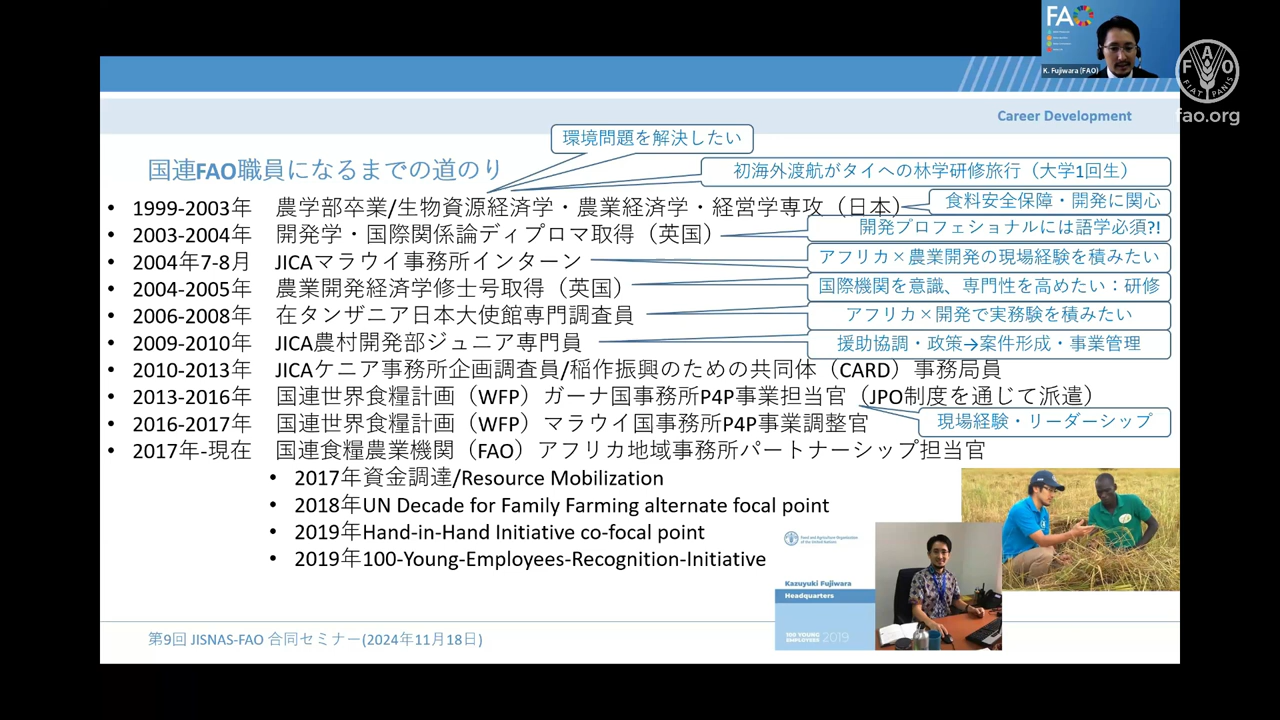 FAO
K. Fujiwara (FAO)
FAO
FIAT PANIS
fao.org
Career Development
環境問題を解決したい
国連FAO職員になるまでの道のり
初海外渡航がタイへの林学研修旅行（大学1回生）
• 1999-2003年 農学部卒業/生物資源経済学・農業経済学・経営学専攻（日本）
食料安全保障・開発に関心
• 2003-2004年 開発学・国際関係論ディプロマ取得（英国）
開発プロフェショナルには語学必須?!
• 2004年7-8月 JICAマラウイ事務所インターン
アフリカ×農業開発の現場経験を積みたい
• 2004-2005年 農業開発経済学修士号取得（英国）
国際機関を意識、専門性を高めたい：研修
• 2006-2008年 在タンザニア日本大使館専門調査員
アフリカ×開発で実務験を積みたい
• 2009-2010年 JICA農村開発部ジュニア専門員
援助協調・政策→案件形成・事業管理
• 2010-2013年 JICAケニア事務所企画調査員/稲作振興のための共同体（CARD）事務局員
• 2013-2016年 国連世界食糧計画（WFP）ガーナ国事務所P4P事業担当官（JPO制度を通じて派遣）
• 2016-2017年 国連世界食糧計画（WFP）マラウイ国事務所P4P事業調整官
現場経験・リーダーシップ
• 2017年-現在 国連食糧農業機関（FAO）アフリカ地域事務所パートナーシップ担当官
• 2017年資金調達/Resource Mobilization
• 2018年UN Decade for Family Farming alternate focal point
• 2019年Hand-in-Hand Initiative co-focal point
• 2019年100-Young-Employees-Recognition-Initiative
Food and Agriculture Organization
of the United Nations
Kazuyuki Fujiwara
Headquarters
100 YOUNG
EMPLOYEES 2019
第9回 JISNAS-FAO 合同セミナー(2024年11月18日)